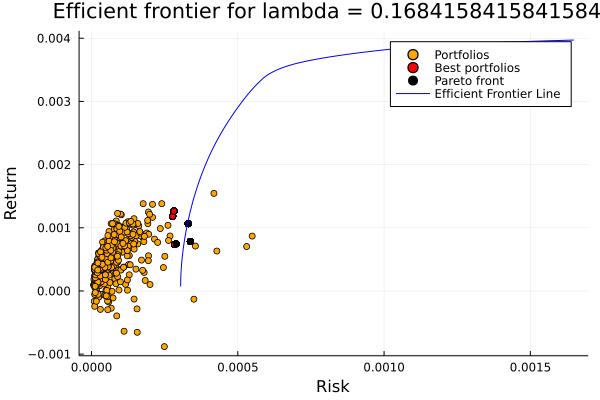 Efficient frontier for lambda = 0.1684158415841584
0.004
0.003
0.002
0.001
0.000
−0.001
Return
Portfolios
Best portfolios
Pareto front
Efficient Frontier Line
0.0000
0.0005
0.0010
0.0015
Risk